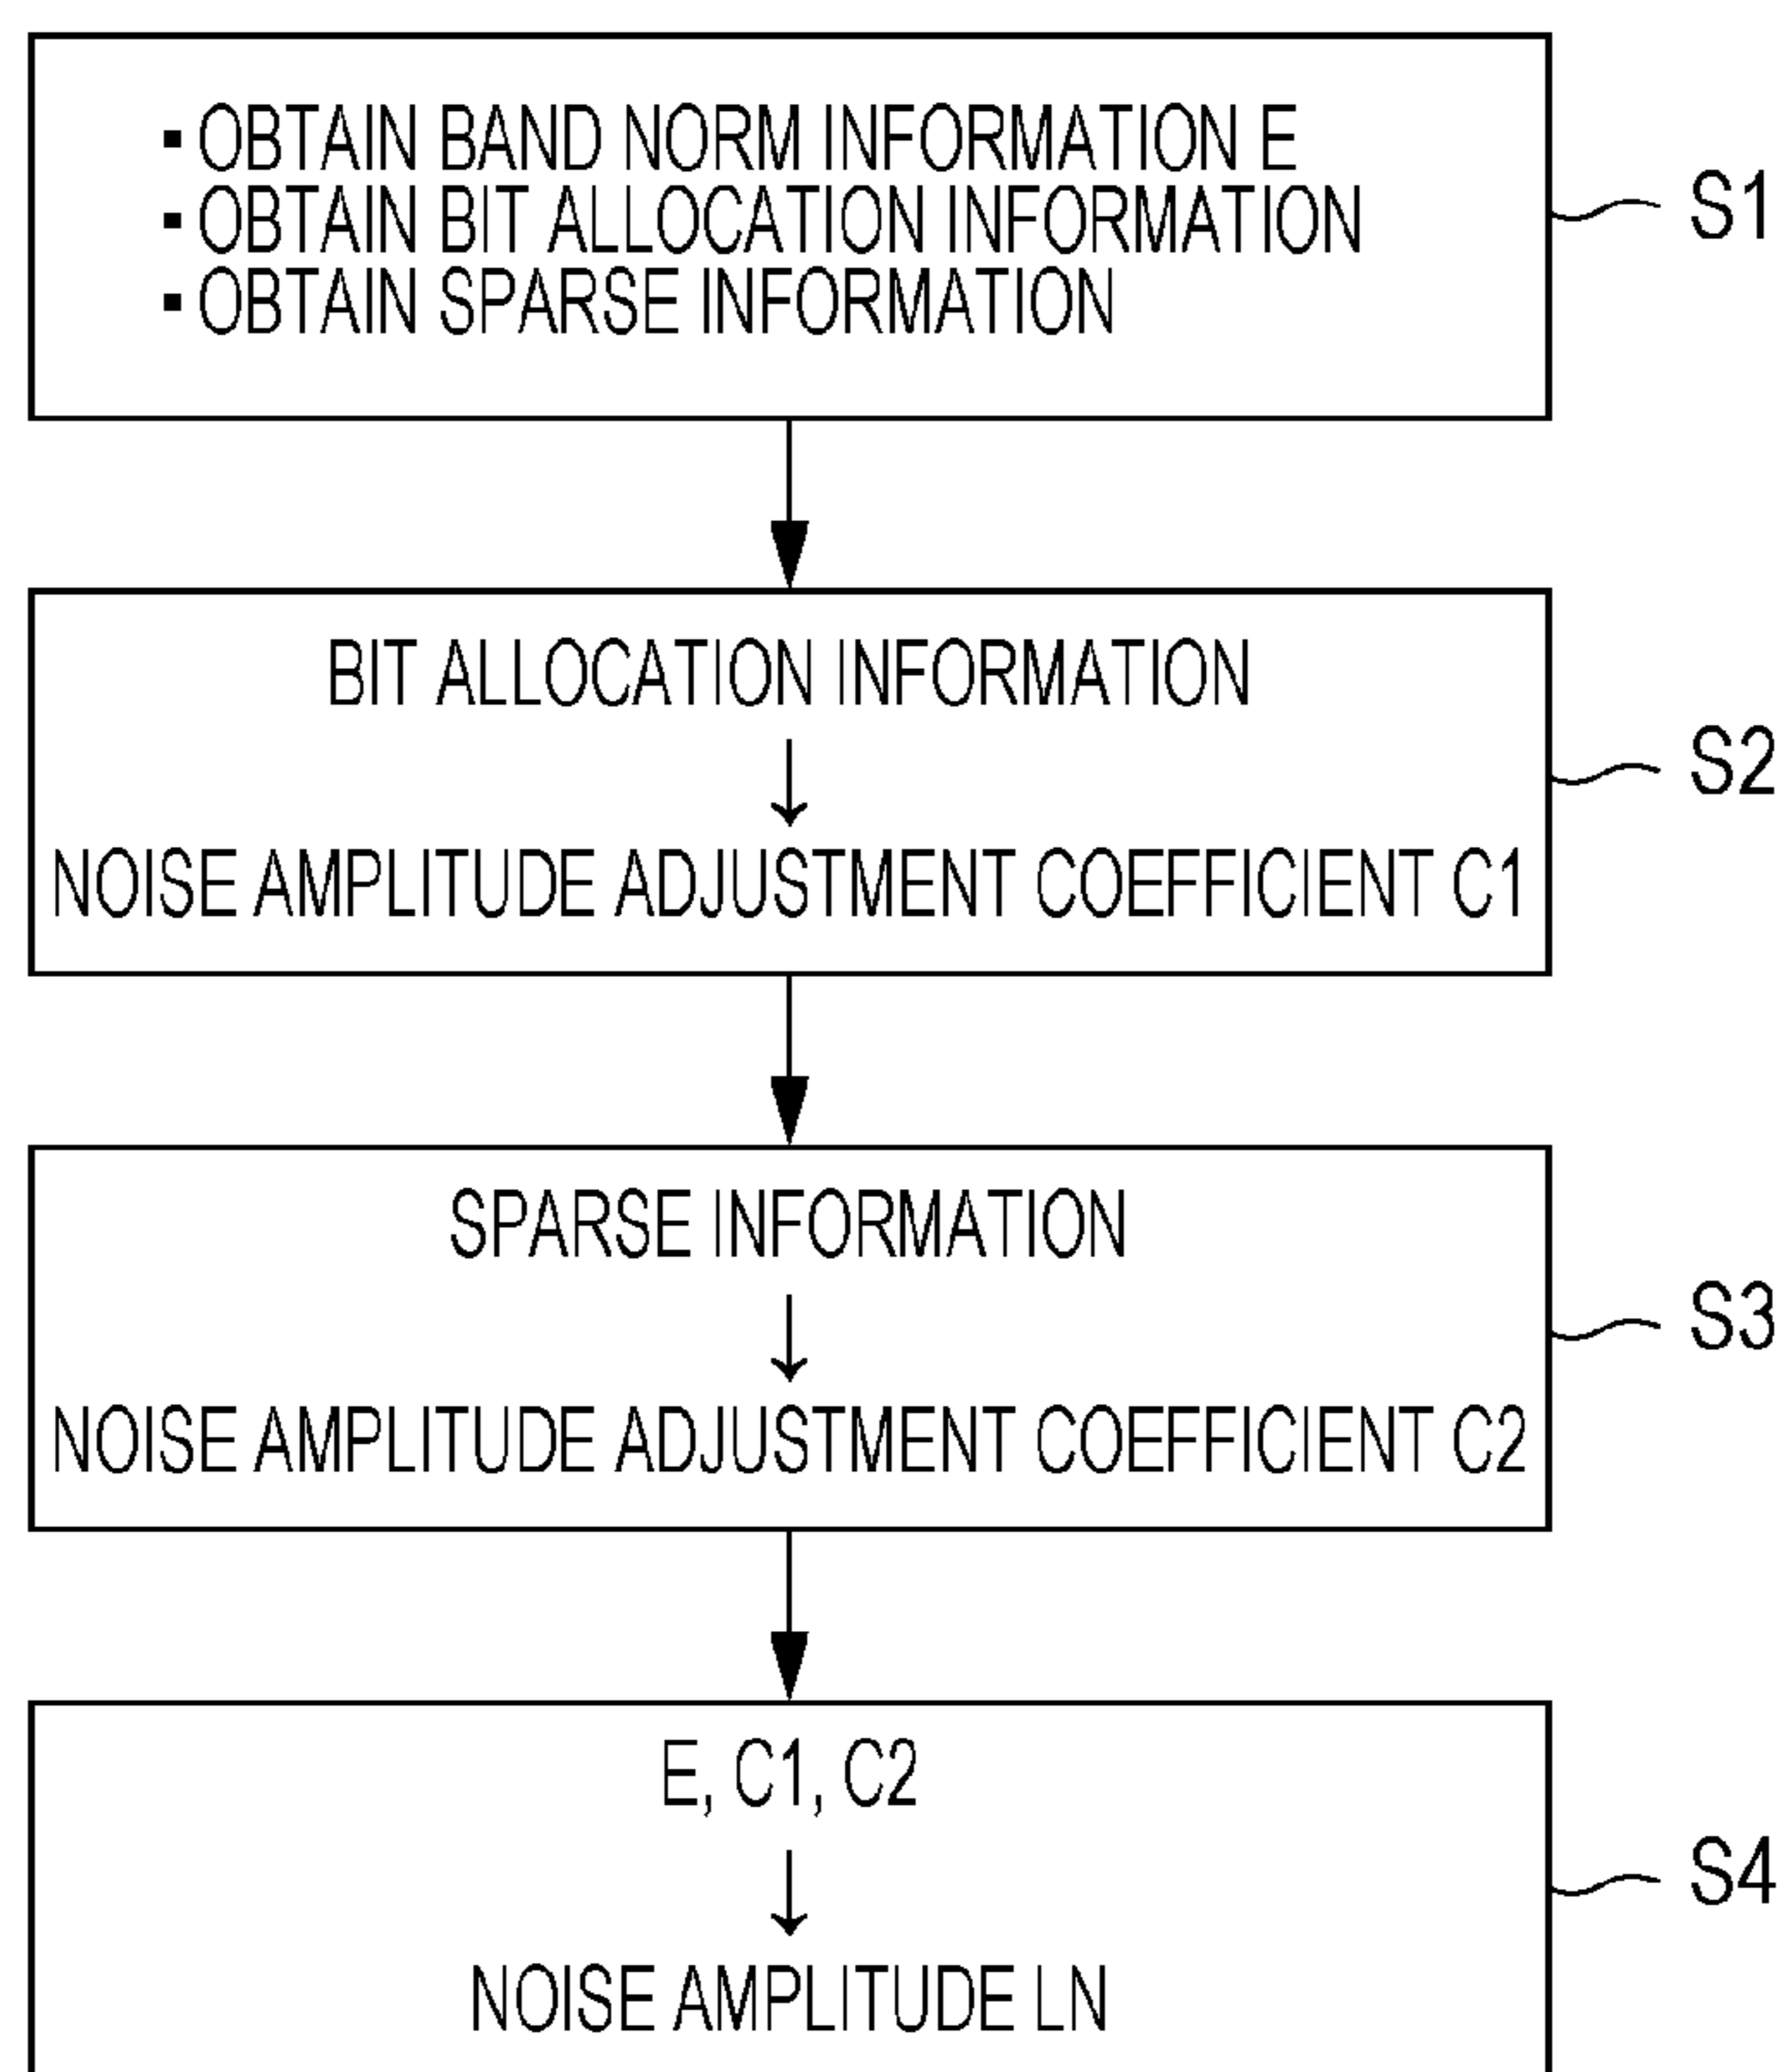 ▪ OBTAIN BAND NORM INFORMATION E
▪ OBTAIN BIT ALLOCATION INFORMATION
▪ OBTAIN SPARSE INFORMATION
S1
BIT ALLOCATION INFORMATION
↓
NOISE AMPLITUDE ADJUSTMENT COEFFICIENT C1
S2
SPARSE INFORMATION
↓
NOISE AMPLITUDE ADJUSTMENT COEFFICIENT C2
S3
E, C1, C2
↓
NOISE AMPLITUDE LN
S4